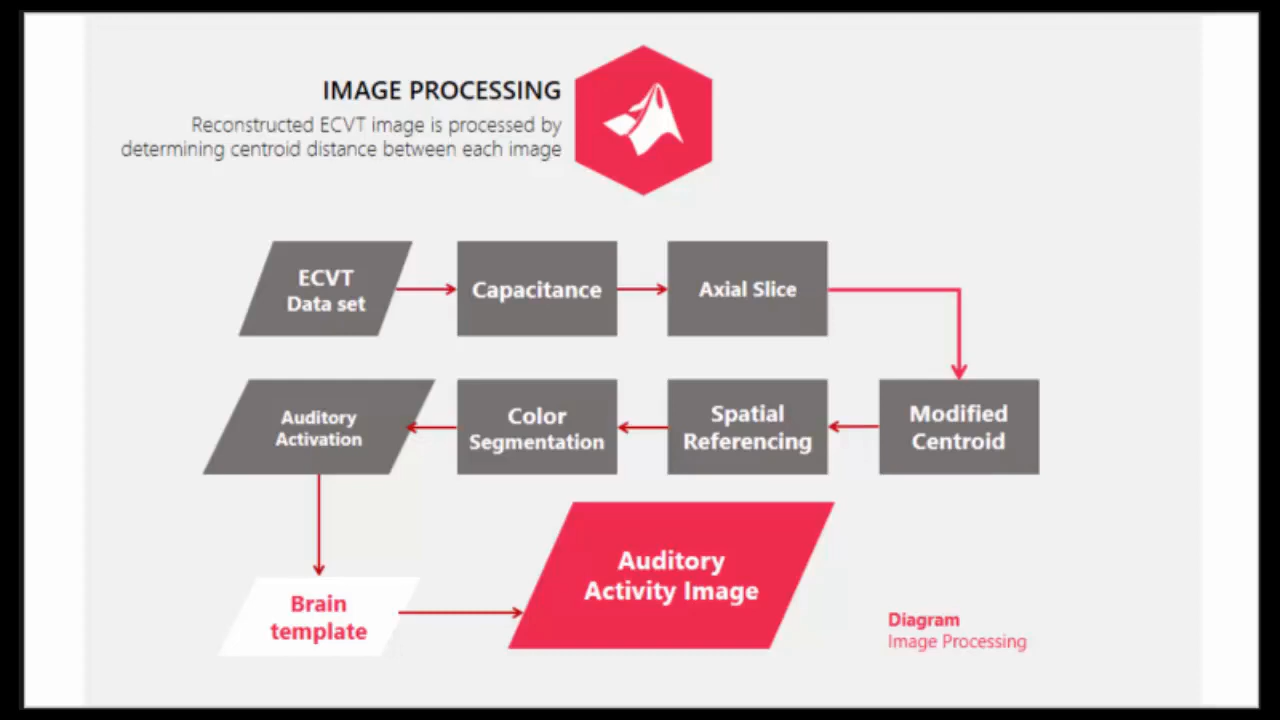 IMAGE PROCESSING
Reconstructed ECVT image is processed by
determining centroid distance between each image
ECVT
Data set
Capacitance
Axial Slice
Modified
Centroid
Spatial
Referencing
Color
Segmentation
Auditory
Activation
Brain
template
Auditory
Activity Image
Diagram
Image Processing